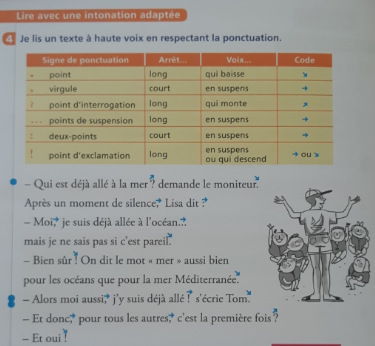 Lire avec une intonation adaptée
4 Je lis un texte à haute voix en respectant la ponctuation.
Signe de ponctuation Arrêt... Voix... Code
. point long qui baisse ↘
, virgule court en suspens →
? point d'interrogation long qui monte ↗
... points de suspension long en suspens →
: deux-points court en suspens →
! point d'exclamation long en suspens ou qui descend → ou ↘
– Qui est déjà allé à la mer ? demande le moniteur.
Après un moment de silence, Lisa dit :
– Moi, je suis déjà allée à l'océan...
mais je ne sais pas si c'est pareil.
– Bien sûr ! On dit le mot « mer » aussi bien
pour les océans que pour la mer Méditerranée.
– Alors moi aussi, j'y suis déjà allé ! s'écrie Tom.
– Et donc, pour tous les autres, c'est la première fois ?
– Et oui !